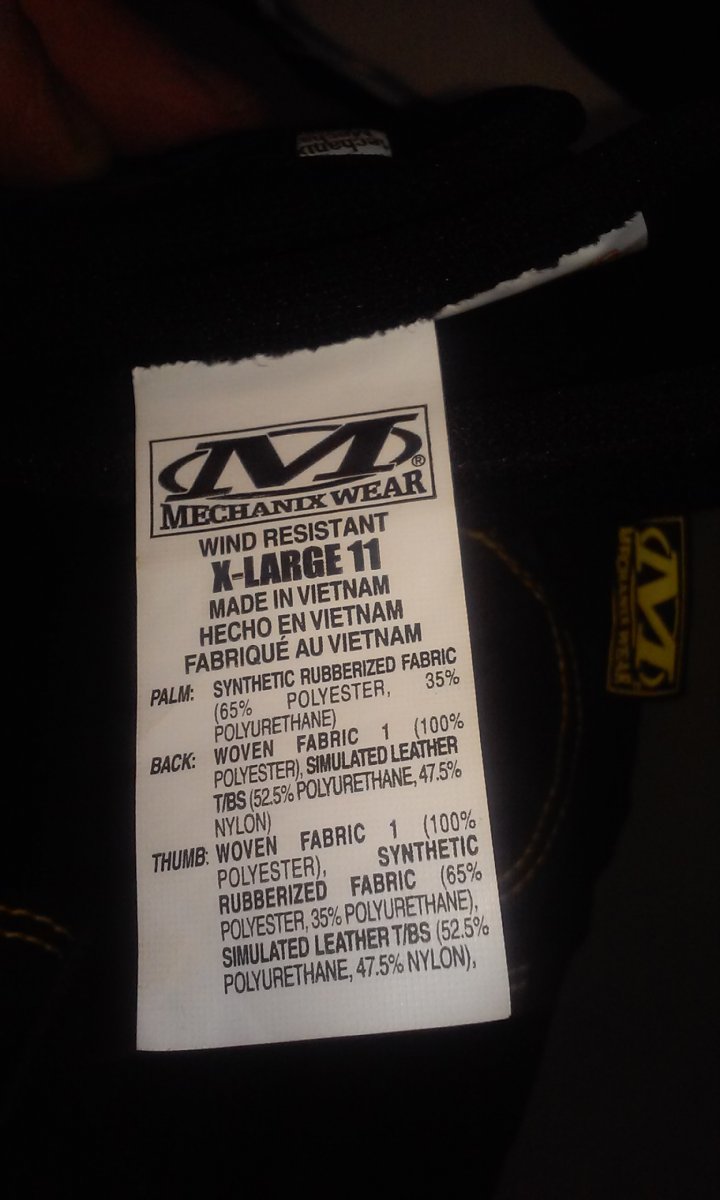 Mechanix
M
®
MECHANIX WEAR
WIND RESISTANT
X-LARGE 11
MADE IN VIETNAM
HECHO EN VIETNAM
FABRIQUÉ AU VIETNAM
PALM: SYNTHETIC RUBBERIZED FABRIC
(65% POLYESTER, 35%
POLYURETHANE)
BACK: WOVEN FABRIC 1 (100%
POLYESTER), SIMULATED LEATHER
T/BS (52.5% POLYURETHANE, 47.5%
NYLON)
THUMB: WOVEN FABRIC 1 (100%
POLYESTER), SYNTHETIC
RUBBERIZED FABRIC (65%
POLYESTER, 35% POLYURETHANE),
SIMULATED LEATHER T/BS (52.5%
POLYURETHANE, 47.5% NYLON),
M
MECHANIX WEAR